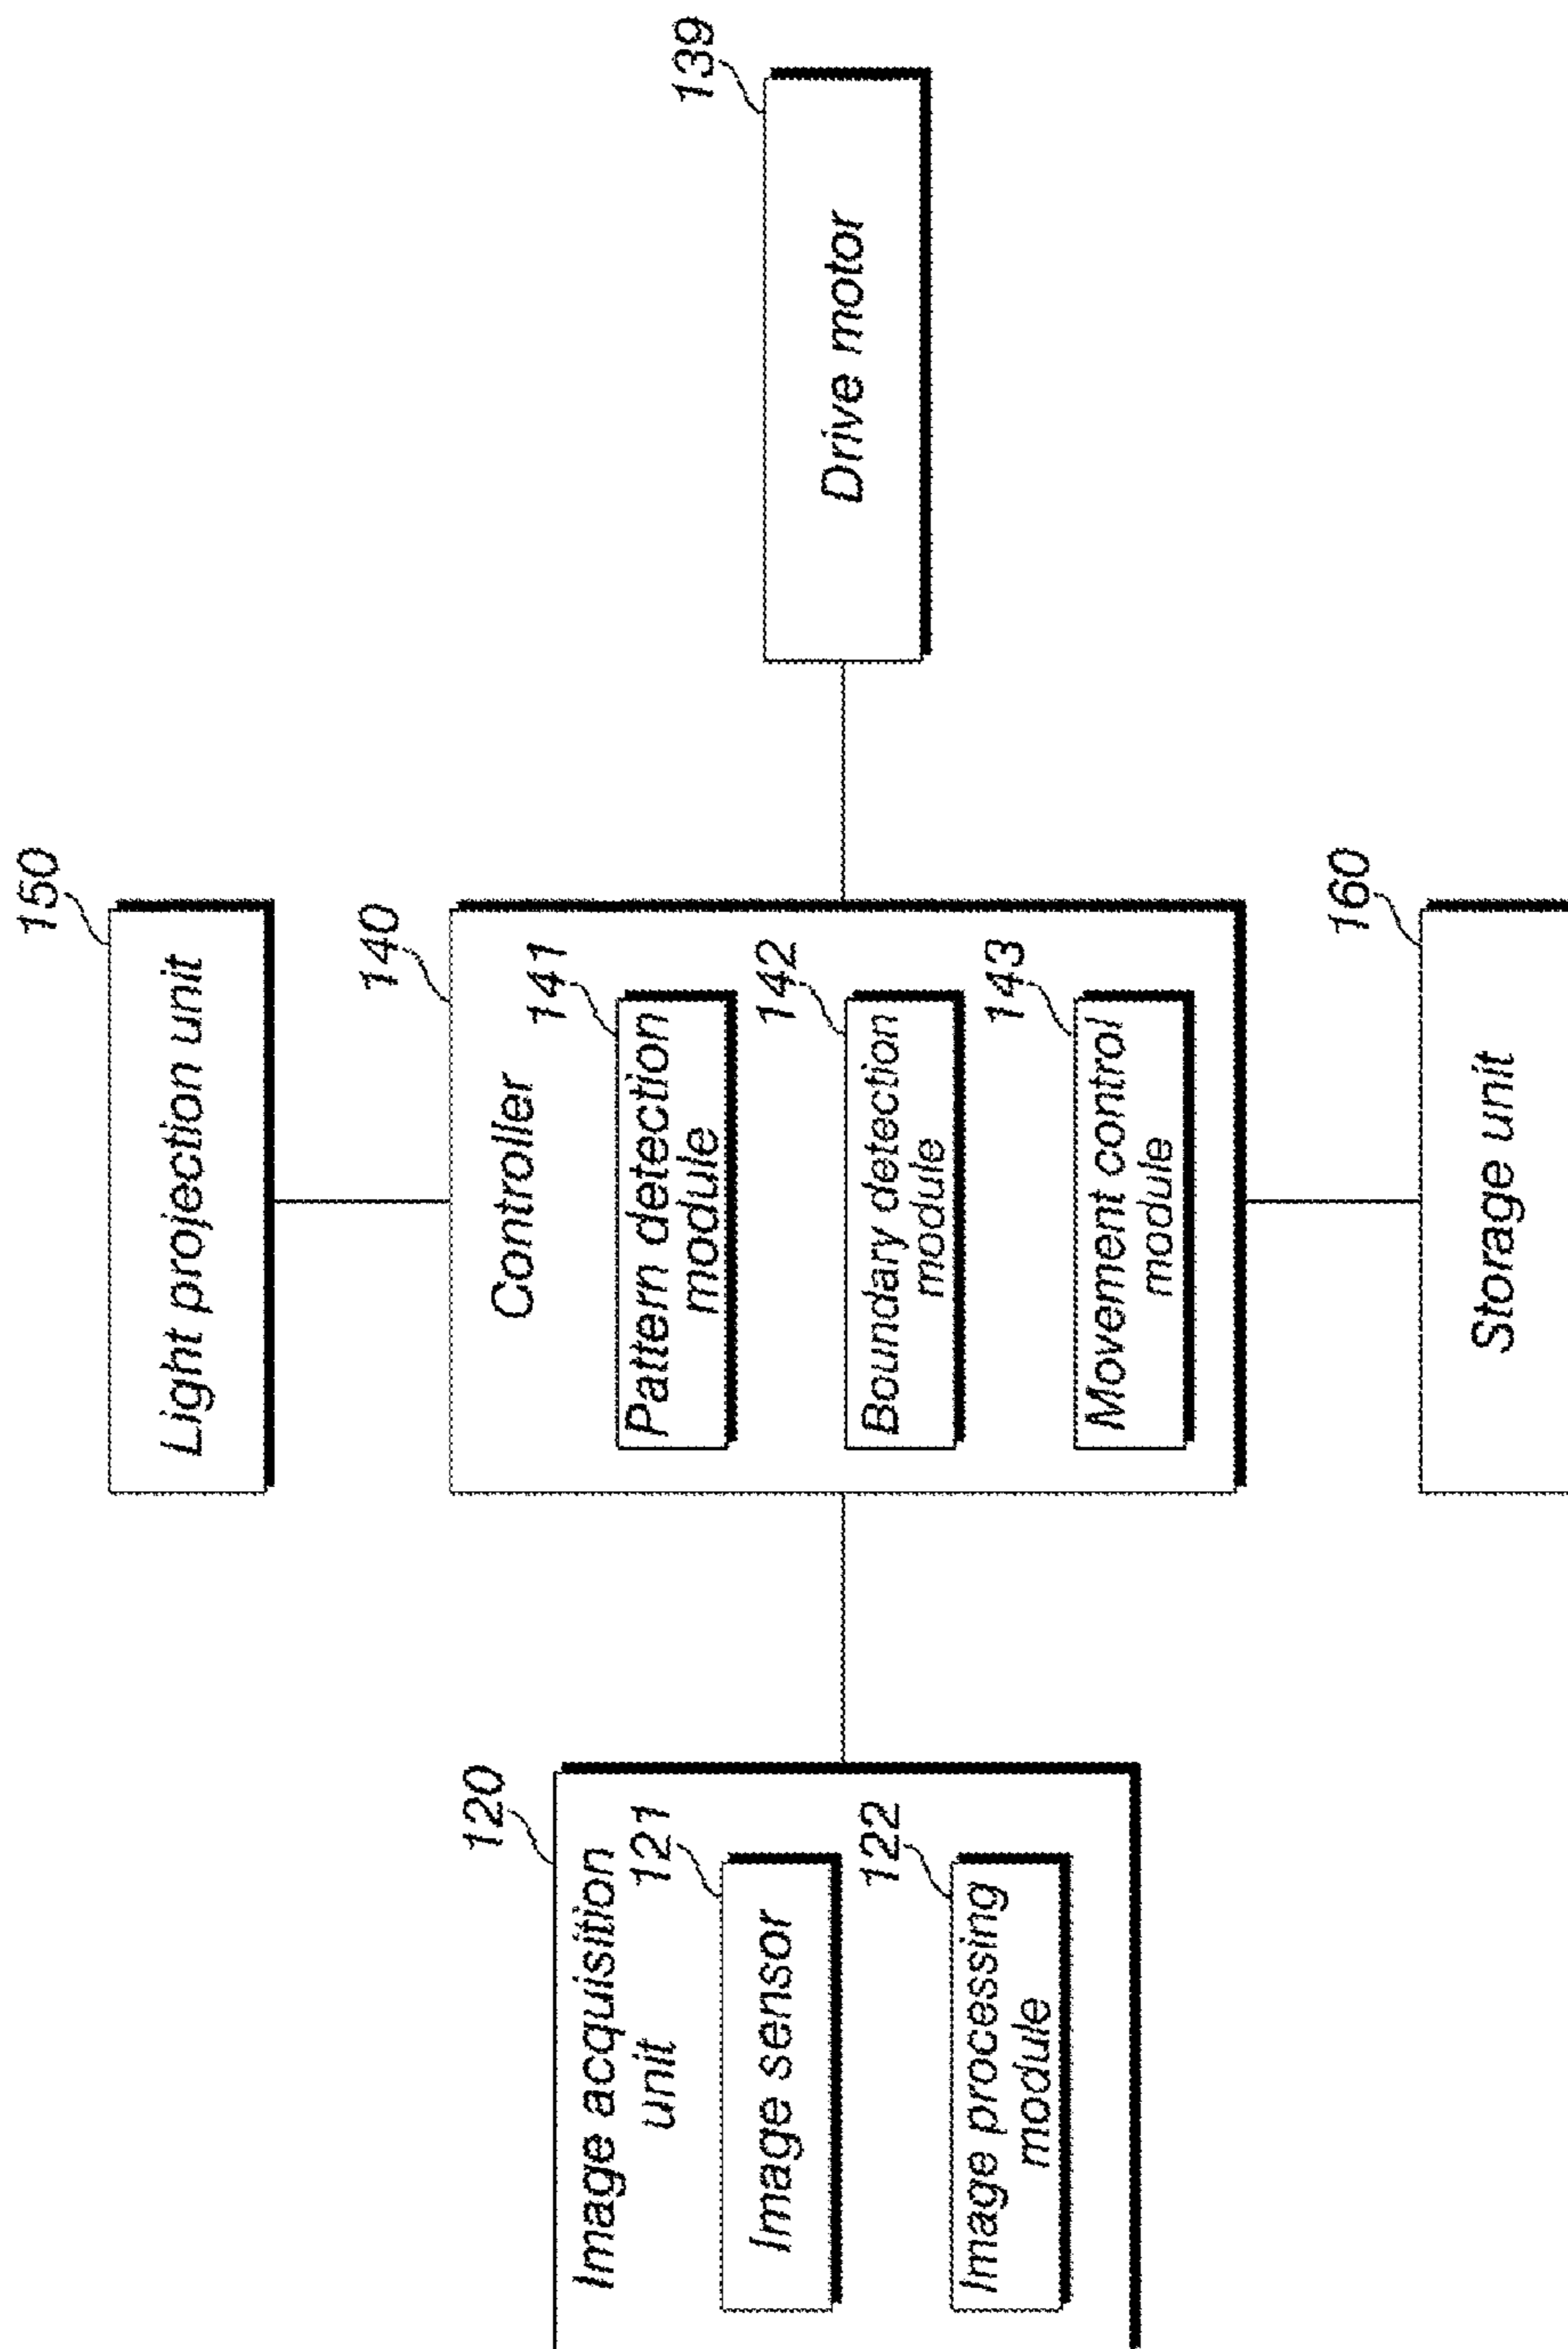 150
Light projection unit
120
Image acquisition
unit
121
Image sensor
122
Image processing
module
140
Controller
141
Pattern detection
module
142
Boundary detection
module
143
Movement control
module
139
Drive motor
160
Storage unit